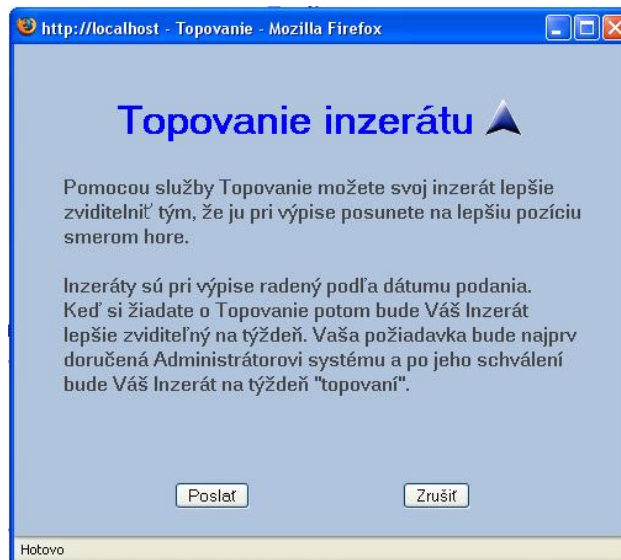 http://localhost - Topovanie - Mozilla Firefox
Topovanie inzerátu
Pomocou služby Topovanie možete svoj inzerát lepšie
zviditelniť tým, že ju pri výpise posunete na lepšiu pozíciu
smerom hore.
Inzeráty sú pri výpise radený podľa dátumu podania.
Keď si žiadate o Topovanie potom bude Váš Inzerát
lepšie zviditeľný na týždeň. Vaša požiadavka bude najprv
doručená Administrátorovi systému a po jeho schválení
bude Váš Inzerát na týždeň "topovaní".
Poslať
Zrušiť
Hotovo